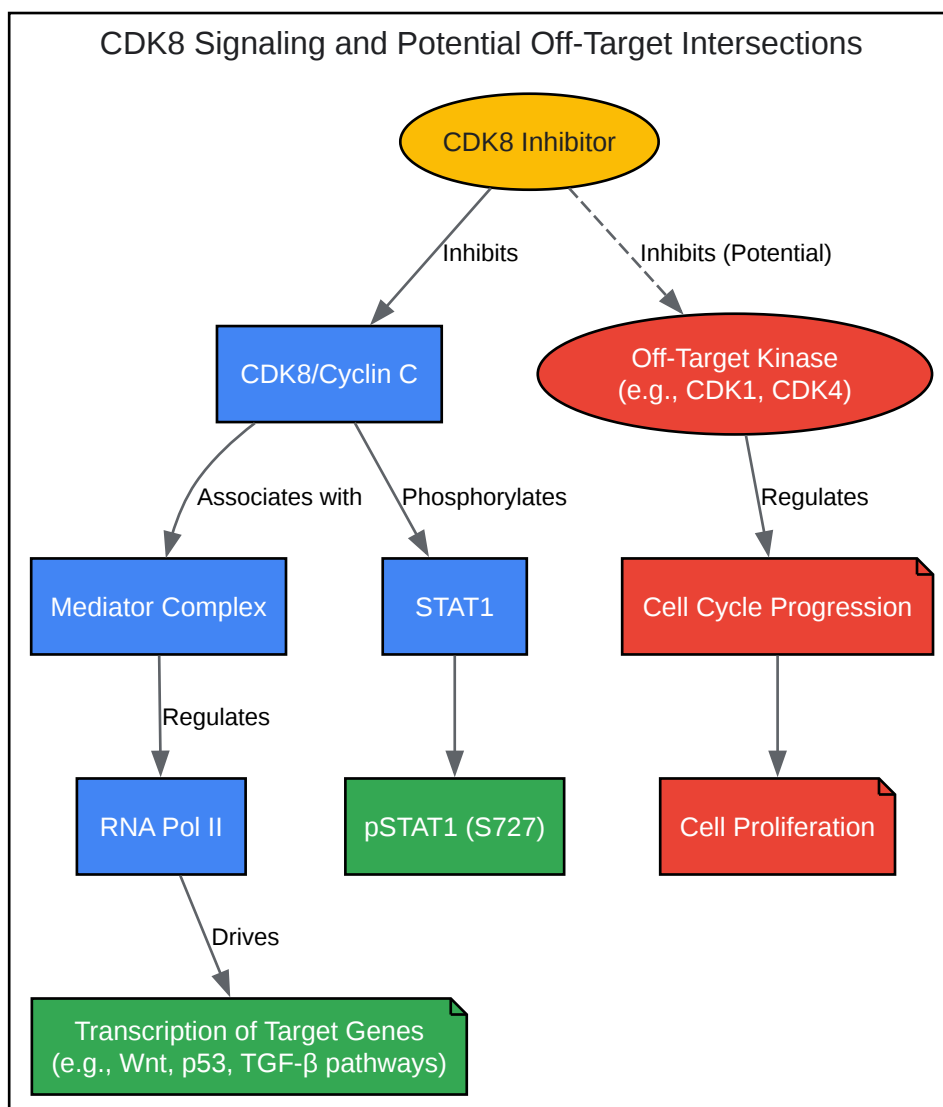 CDK8 Signaling and Potential Off-Target Intersections
CDK8 Inhibitor
Inhibits
Inhibits (Potential)
CDK8/Cyclin C
Off-Target Kinase
(e.g., CDK1, CDK4)
Associates with
Phosphorylates
Regulates
Mediator Complex
STAT1
Cell Cycle Progression
Regulates
RNA Pol II
pSTAT1 (S727)
Cell Proliferation
Drives
Transcription of Target Genes
(e.g., Wnt, p53, TGF-β pathways)